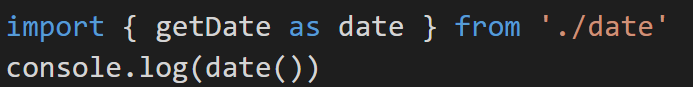 import { getDate as date } from './date'
console.log(date())